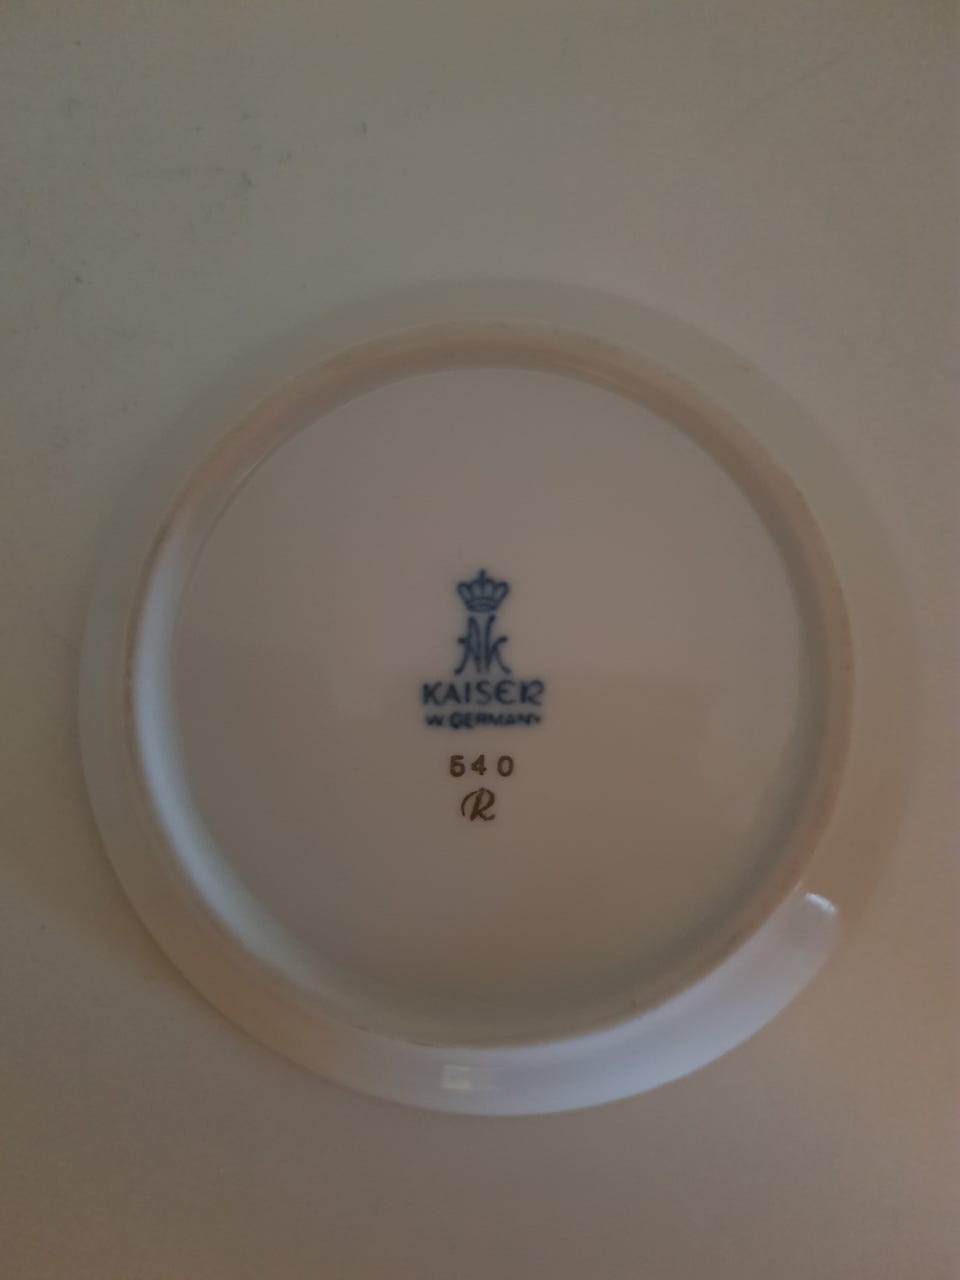 AK
KAISER
W. GERMANY
540
R